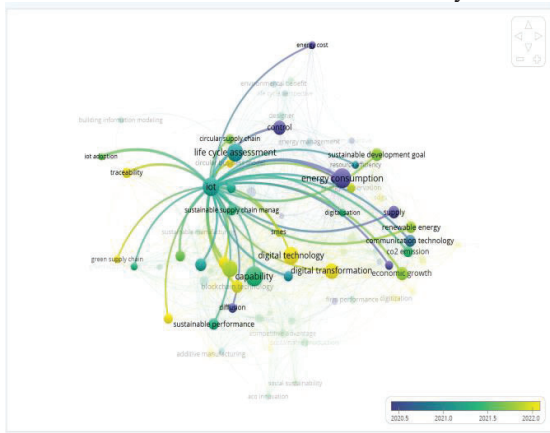 energy cost
environmental benefit
building information modeling
control
circular supply chain
energy management
life cycle assessment
iot adoption
sustainable development goal
traceability
energy consumption
iot
sustainable supply chain manag
digitalisation
supply
smes
renewable energy
communication technology
green supply chain
digital technology
co2 emission
capability
digital transformation
economic growth
blockchain technology
diffusion
digitization
sustainable performance
additive manufacturing
social sustainability
eco innovation
2020.5 2021.0 2021.5 2022.0